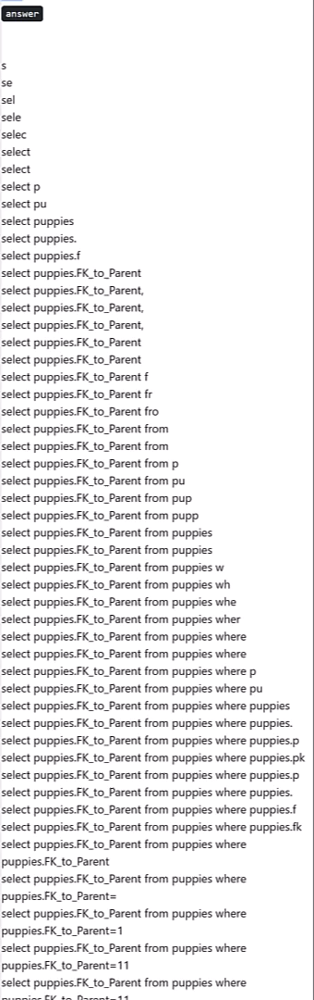 answer
s
se
sel
sele
selec
select
select
select p
select pu
select puppies
select puppies.
select puppies.f
select puppies.FK_to_Parent
select puppies.FK_to_Parent,
select puppies.FK_to_Parent,
select puppies.FK_to_Parent,
select puppies.FK_to_Parent
select puppies.FK_to_Parent
select puppies.FK_to_Parent f
select puppies.FK_to_Parent fr
select puppies.FK_to_Parent fro
select puppies.FK_to_Parent from
select puppies.FK_to_Parent from
select puppies.FK_to_Parent from p
select puppies.FK_to_Parent from pu
select puppies.FK_to_Parent from pup
select puppies.FK_to_Parent from pupp
select puppies.FK_to_Parent from puppies
select puppies.FK_to_Parent from puppies
select puppies.FK_to_Parent from puppies w
select puppies.FK_to_Parent from puppies wh
select puppies.FK_to_Parent from puppies whe
select puppies.FK_to_Parent from puppies wher
select puppies.FK_to_Parent from puppies where
select puppies.FK_to_Parent from puppies where
select puppies.FK_to_Parent from puppies where p
select puppies.FK_to_Parent from puppies where pu
select puppies.FK_to_Parent from puppies where puppies
select puppies.FK_to_Parent from puppies where puppies.
select puppies.FK_to_Parent from puppies where puppies.p
select puppies.FK_to_Parent from puppies where puppies.pk
select puppies.FK_to_Parent from puppies where puppies.p
select puppies.FK_to_Parent from puppies where puppies.
select puppies.FK_to_Parent from puppies where puppies.f
select puppies.FK_to_Parent from puppies where puppies.fk
select puppies.FK_to_Parent from puppies where
puppies.FK_to_Parent
select puppies.FK_to_Parent from puppies where
puppies.FK_to_Parent=
select puppies.FK_to_Parent from puppies where
puppies.FK_to_Parent=1
select puppies.FK_to_Parent from puppies where
puppies.FK_to_Parent=11
select puppies.FK_to_Parent from puppies where
puppies.FK_to_Parent=11